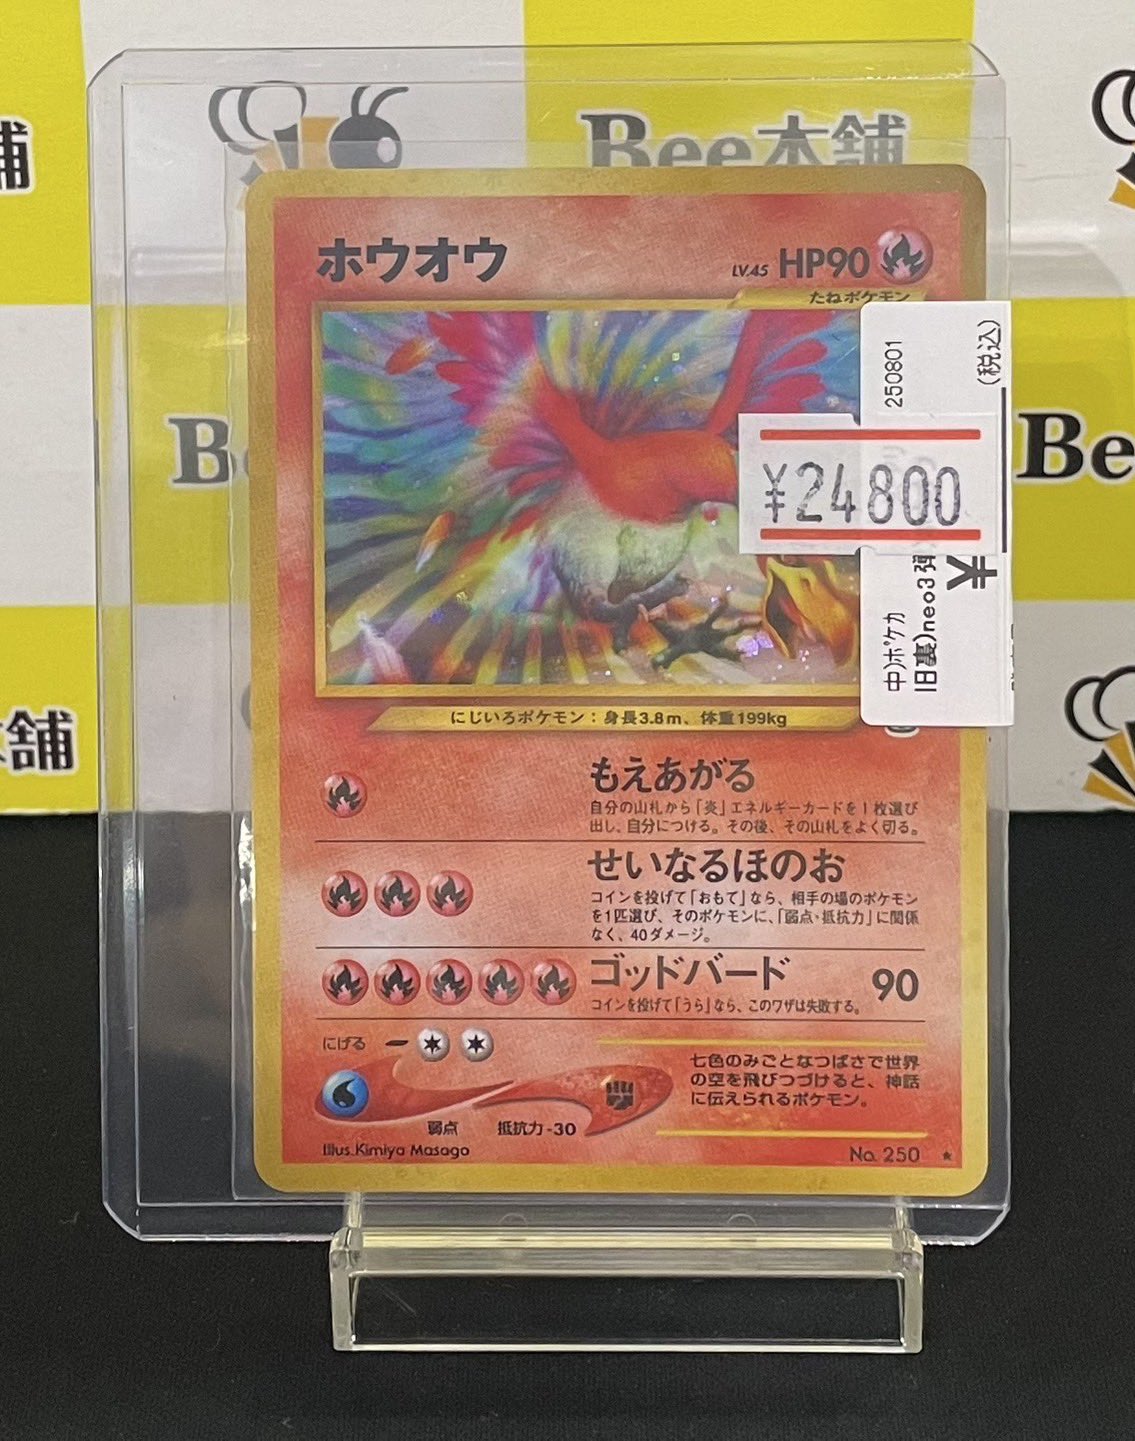 舗
Bee本舗
ホウオウ
LV.45 HP90
たねポケモン
(税込)
250801
¥24800
Be
¥
中)ポケカ
旧裏)neo3弾
舗
にじいろポケモン：身長3.8m、体重199kg
もえあがる
自分の山札から「炎」エネルギーカードを1枚選び
出し、自分につける。その後、その山札をよく切る。
せいなるほのお
コインを投げて「おもて」なら、相手の場のポケモン
を1匹選び、そのポケモンに、「弱点・抵抗力」に関係
なく、40ダメージ。
ゴッドバード 90
コインを投げて「うら」なら、このワザは失敗する。
にげる
七色のみごとなつばさで世界
の空を飛びつづけると、神話
に伝えられるポケモン。
弱点 抵抗力-30
Illus.Kimiya Masago
No. 250